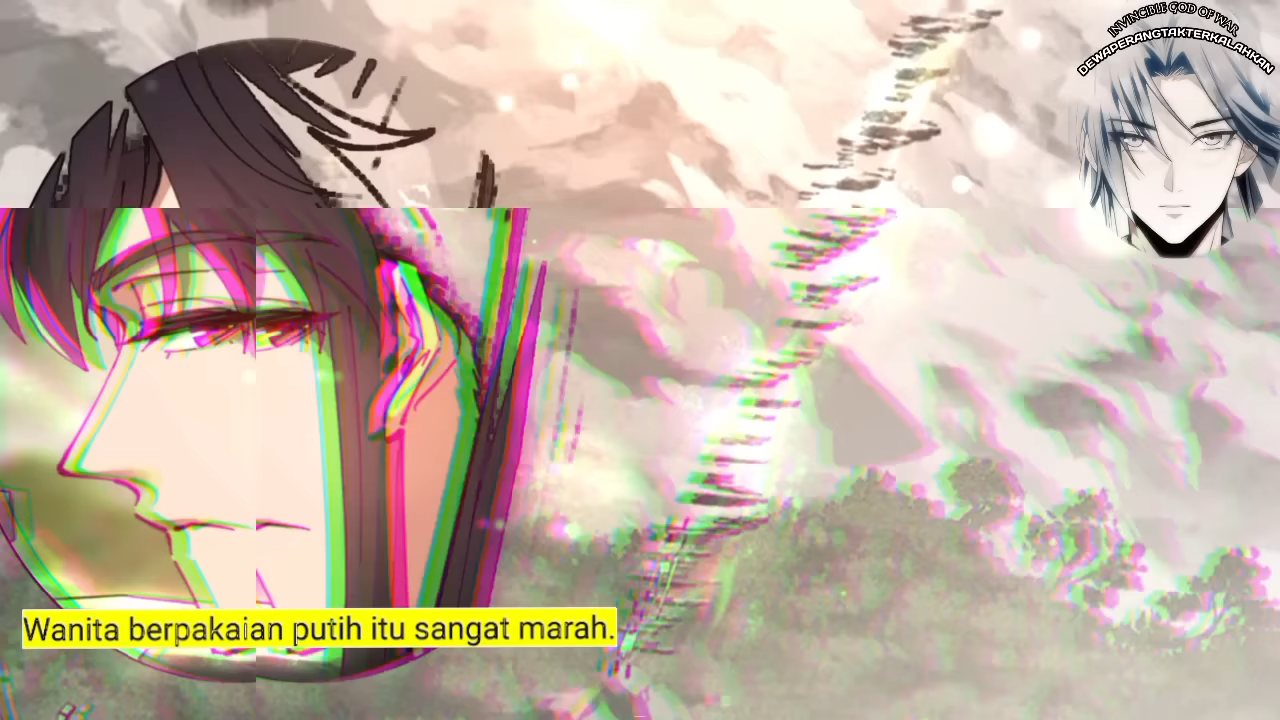 INVINCIBLE GOD OF WAR
DEWAPERANGTAKTERKALAHKAN
Wanita berpakaian putih itu sangat marah.